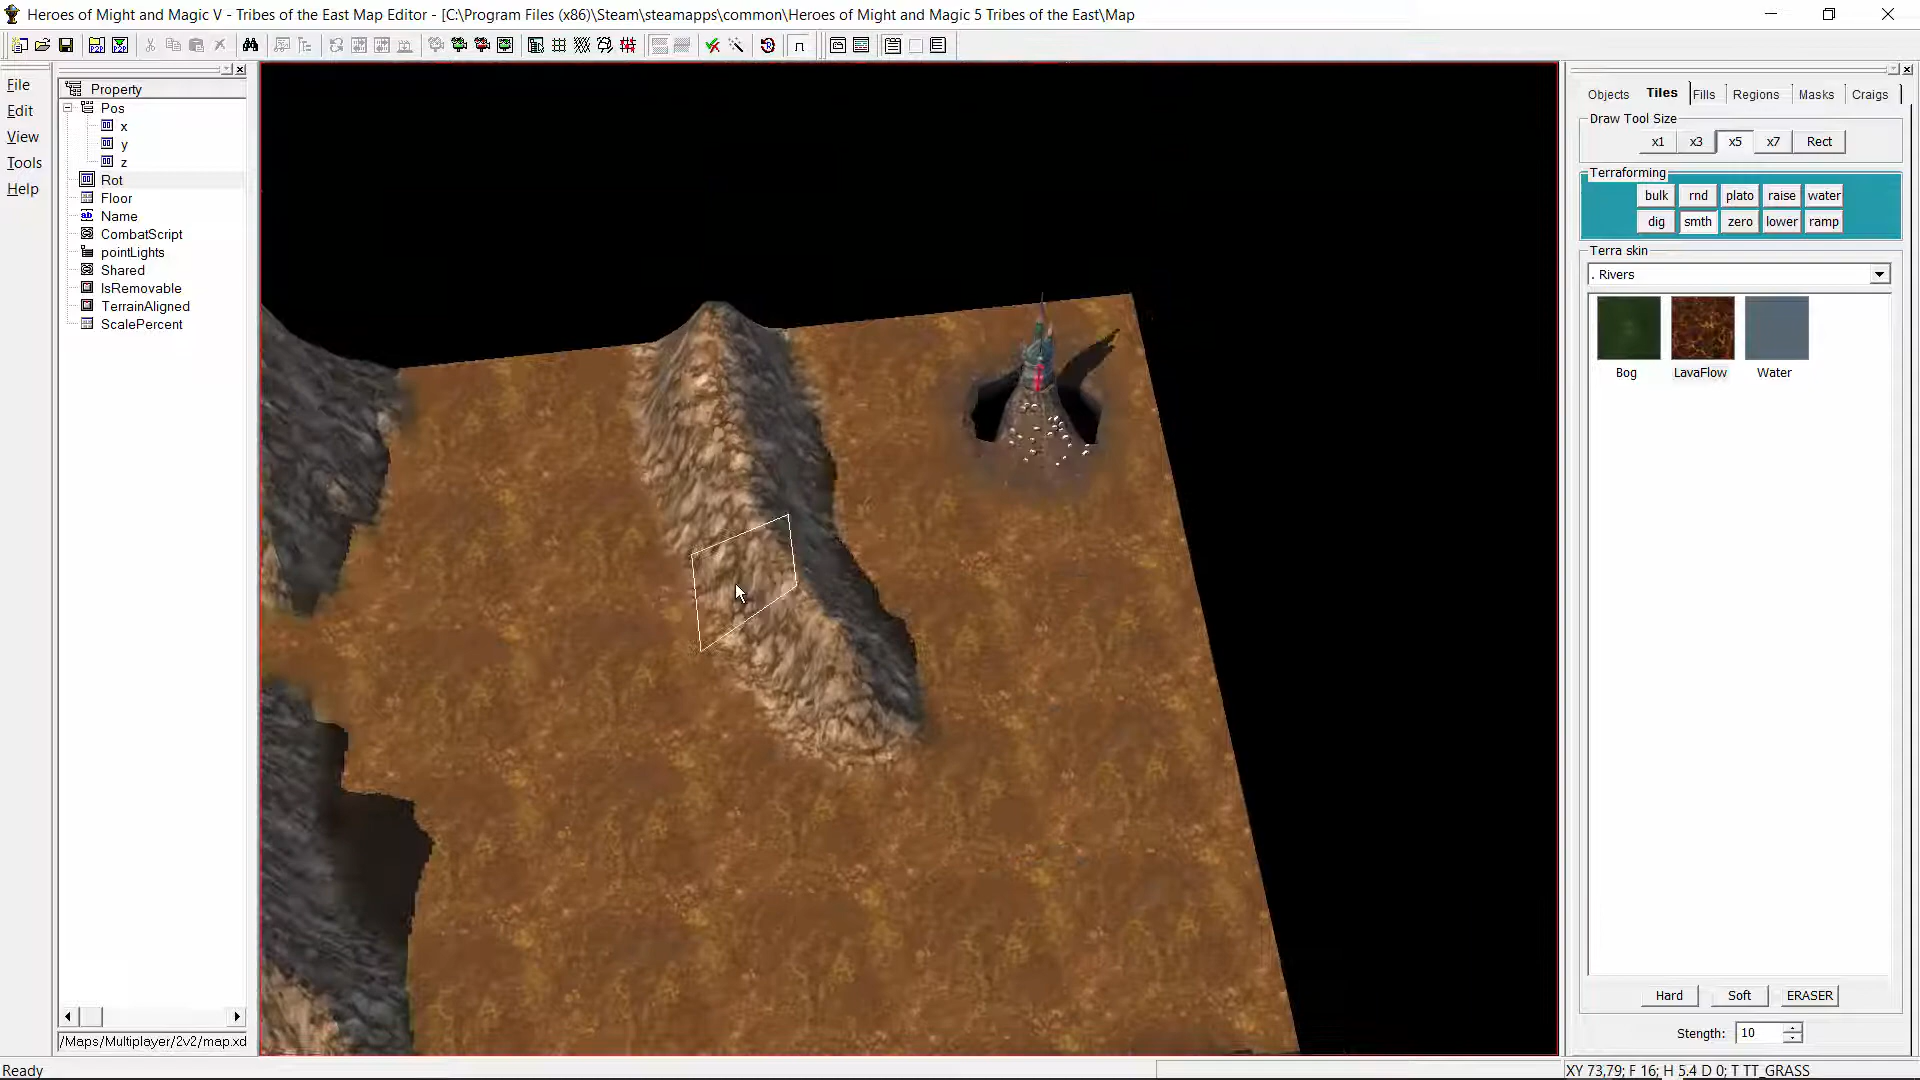 Heroes of Might and Magic V - Tribes of the East Map Editor - [C:\Program Files (x86)\Steam\steamapps\common\Heroes of Might and Magic 5 Tribes of the East\Map
File
Edit
View
Tools
Help
Property
Pos
x
y
z
Rot
Floor
Name
CombatScript
pointLights
Shared
IsRemovable
TerrainAligned
ScalePercent
/Maps/Multiplayer/2v2/map.xd
Objects Tiles Fills Regions Masks Craigs
Draw Tool Size
x1 x3 x5 x7 Rect
Terraforming
bulk rnd plato raise water
dig smth zero lower ramp
Terra skin
. Rivers
Bog LavaFlow Water
Hard Soft ERASER
Stength: 10
Ready
XY 73,79; F 16; H 5.4 D 0; T TT_GRASS